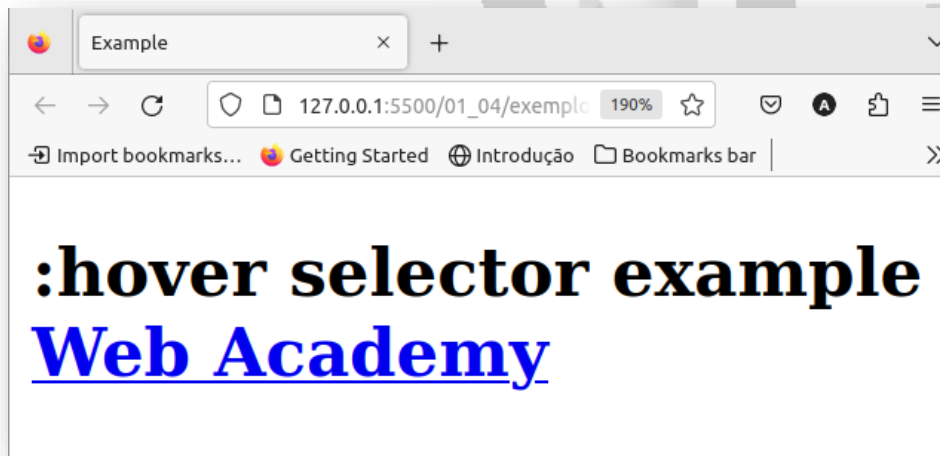 Example
127.0.0.1:5500/01_04/exemplo 190%
Import bookmarks... Getting Started Introdução Bookmarks bar
:hover selector example
Web Academy